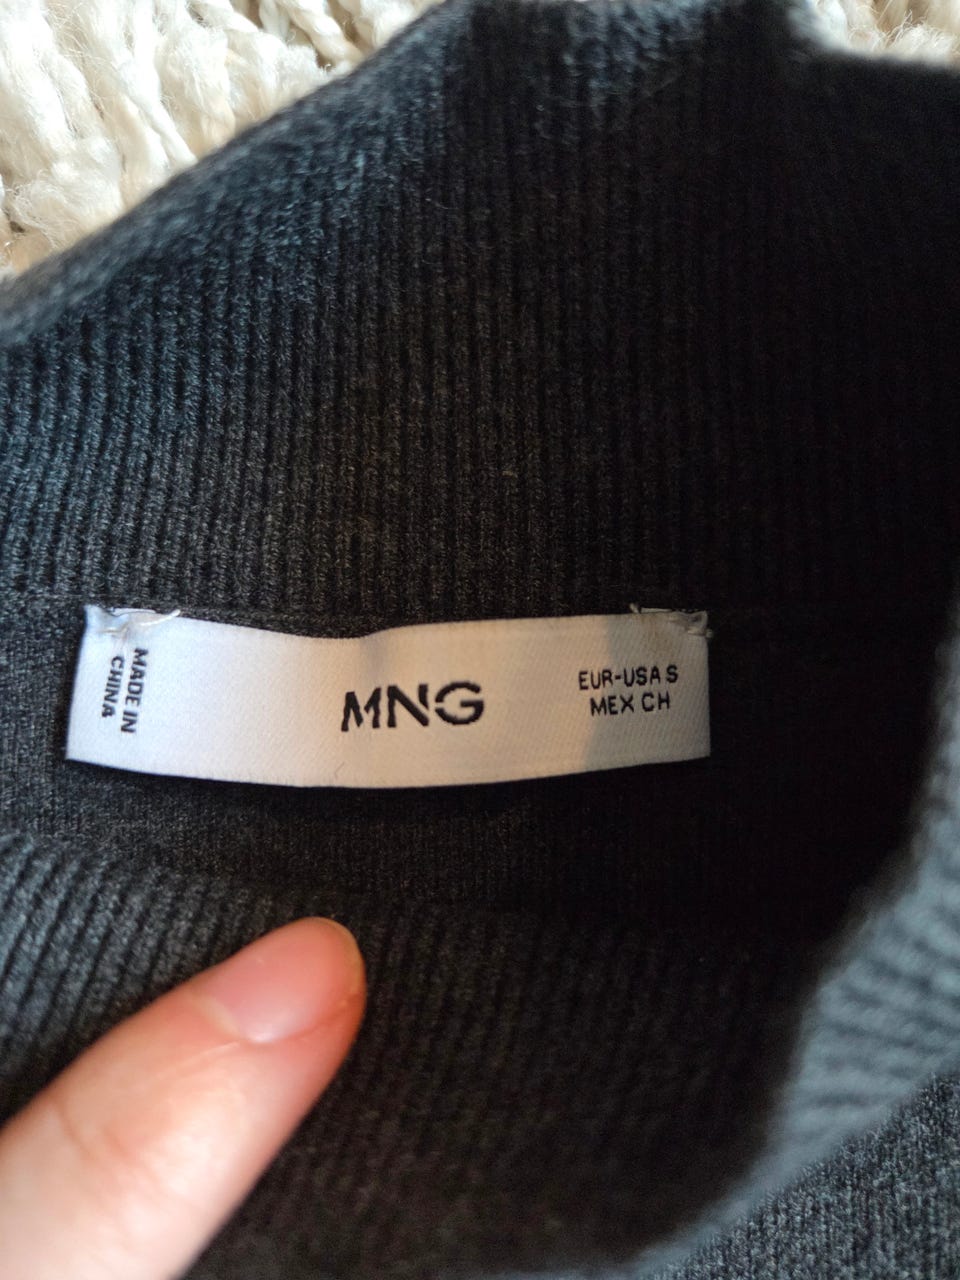 MADE IN
CHINA
MNG
EUR-USA S
MEX CH